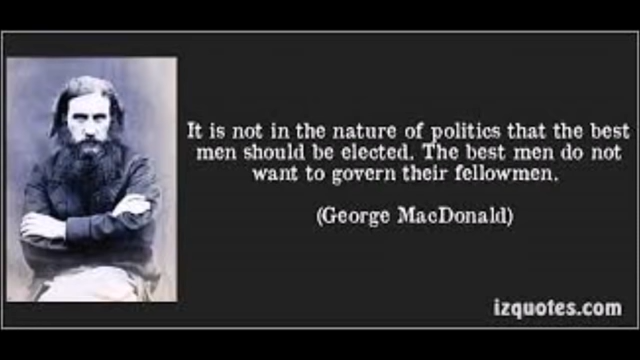 It is not in the nature of politics that the best
men should be elected. The best men do not
want to govern their fellowmen.
(George MacDonald)
izquotes.com